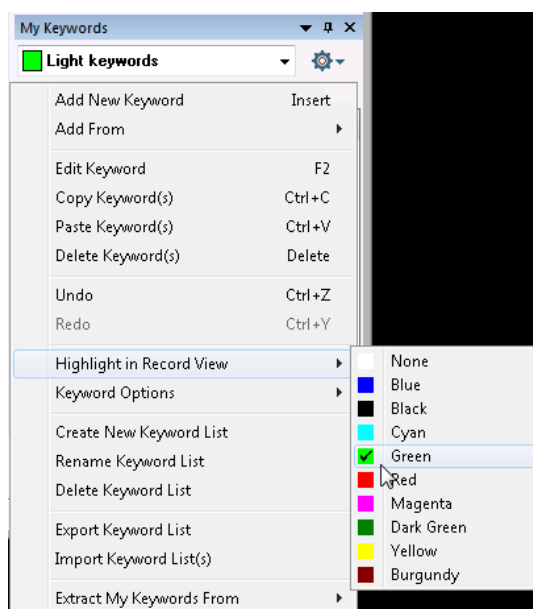 My Keywords
Light keywords
Add New Keyword Insert
Add From
Edit Keyword F2
Copy Keyword(s) Ctrl+C
Paste Keyword(s) Ctrl+V
Delete Keyword(s) Delete
Undo Ctrl+Z
Redo Ctrl+Y
Highlight in Record View
Keyword Options
Create New Keyword List
Rename Keyword List
Delete Keyword List
Export Keyword List
Import Keyword List(s)
Extract My Keywords From
None
Blue
Black
Cyan
Green
Red
Magenta
Dark Green
Yellow
Burgundy